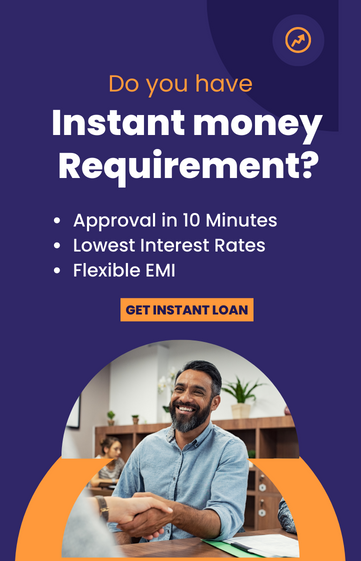 Do you have
Instant money
Requirement?
• Approval in 10 Minutes
• Lowest Interest Rates
• Flexible EMI
GET INSTANT LOAN